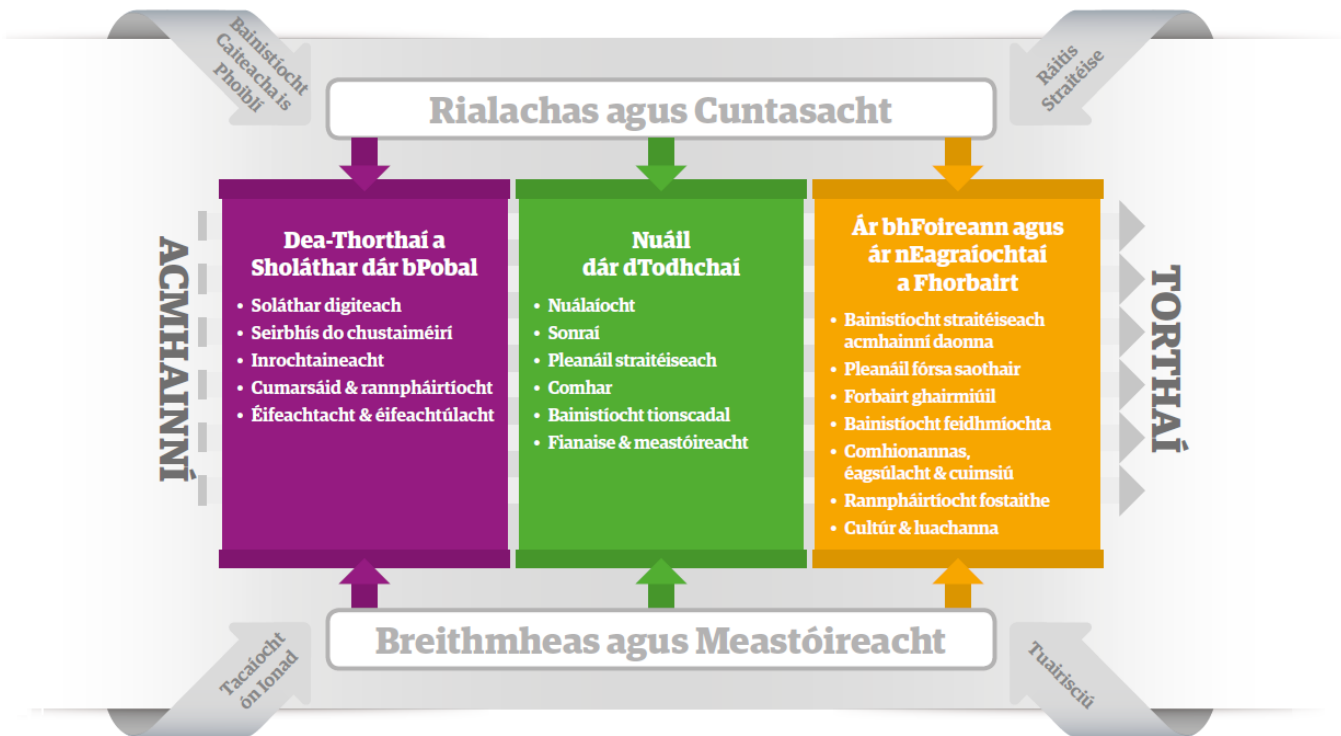 Bainistíocht
Caiteacha is
Phoiblí
Ráitis
Straitéise
Rialachas agus Cuntasacht
ACMHAINNÍ
Dea-Thorthaí a
Sholáthar dár bPobal
• Soláthar digiteach
• Seirbhís do chustaiméirí
• Inrochtaineacht
• Cumarsáid & rannpháirtíocht
• Éifeachtacht & éifeachtúlacht
Nuáil
dár dTodhchaí
• Nuálaíocht
• Sonraí
• Pleanáil straitéiseach
• Comhar
• Bainistíocht tionscadal
• Fianaise & meastóireacht
Ár bhFoireann agus
ár nEagraíochtaí
a Fhorbairt
• Bainistíocht straitéiseach
acmhainní daonna
• Pleanáil fórsa saothair
• Forbairt ghairmiúil
• Bainistíocht feidhmíochta
• Comhionannas,
éagsúlacht & cuimsiú
• Rannpháirtíocht fostaithe
• Cultúr & luachanna
TORTHAÍ
Breithmheas agus Meastóireacht
Tacaíocht
ón Ionad
Tuairisciú